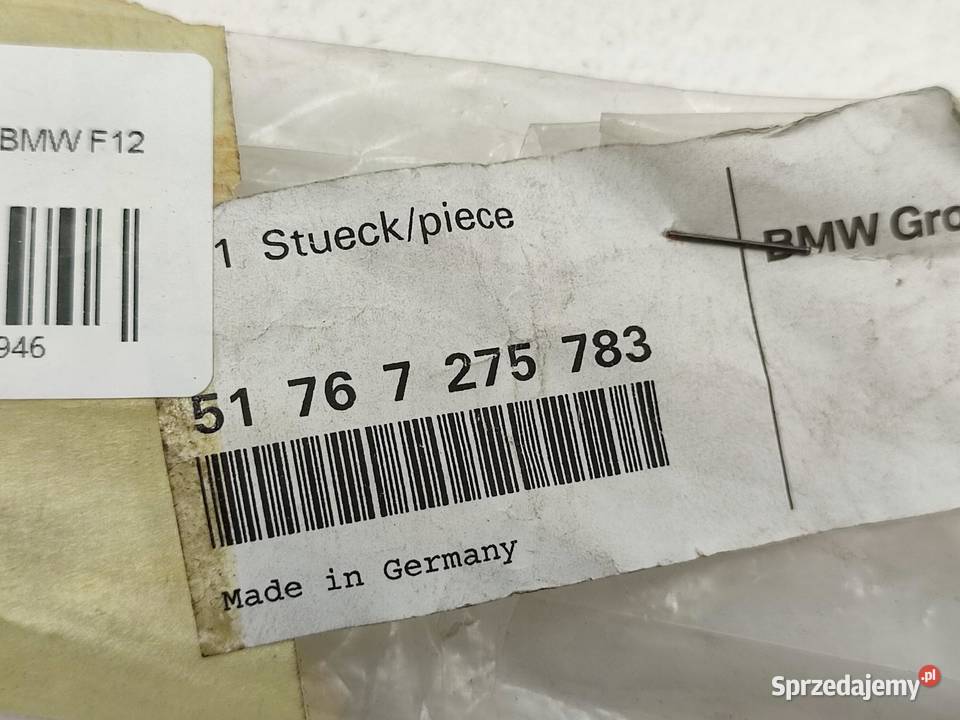 BMW F12
946
1 Stueck/piece
BMW Gro
51 76 7 275 783
Made in Germany
Sprzedajemy.pl